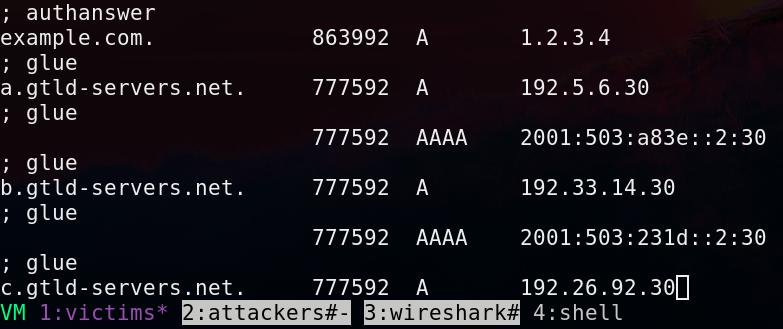 ; authanswer
example.com. 863992 A 1.2.3.4
; glue
a.gtld-servers.net. 777592 A 192.5.6.30
; glue
777592 AAAA 2001:503:a83e::2:30
; glue
b.gtld-servers.net. 777592 A 192.33.14.30
; glue
777592 AAAA 2001:503:231d::2:30
; glue
c.gtld-servers.net. 777592 A 192.26.92.30
VM 1:victims* 2:attackers#- 3:wireshark# 4:shell